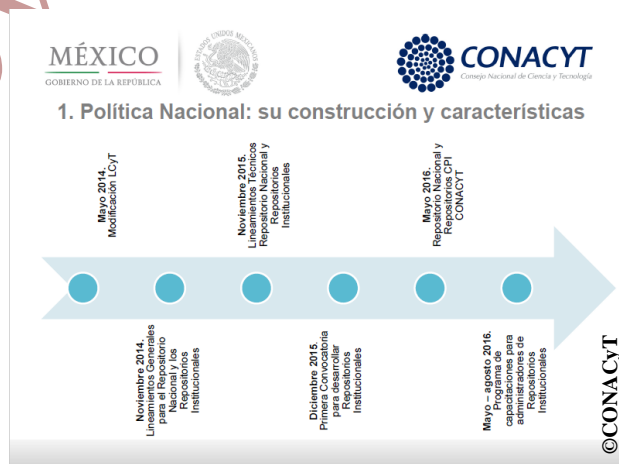 MÉXICO
GOBIERNO DE LA REPÚBLICA
ESTADOS UNIDOS MEXICANOS
CONACYT
Consejo Nacional de Ciencia y Tecnología
1. Política Nacional: su construcción y características
Mayo 2014.
Modificación LCyT
Noviembre 2014.
Lineamientos Generales
para el Repositorio
Nacional y los
Repositorios
Institucionales
Noviembre 2015.
Lineamientos Técnicos
Repositorio Nacional y
Repositorios
Institucionales
Diciembre 2015.
Primera Convocatoria
para desarrollar
Repositorios
Institucionales
Mayo 2016.
Repositorio Nacional y
Repositorios CPI
CONACYT
Mayo – agosto 2016.
Programa de
capacitaciones para
administradores de
Repositorios
Institucionales
©CONACyT